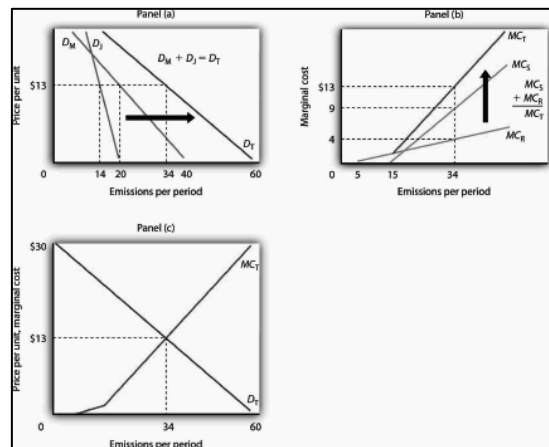 Panel (a)
D_M D_J
D_M + D_J = D_T
$13
Price per unit
D_T
0 14 20 34 40 60
Emissions per period
Panel (b)
MC_T
MC_S
$13
9
4
MC_S
+ MC_R
MC_T
MC_R
Marginal cost
0 5 15 34
Emissions per period
Panel (c)
$30
MC_T
$13
Price per unit, marginal cost
D_T
0 34 60
Emissions per period